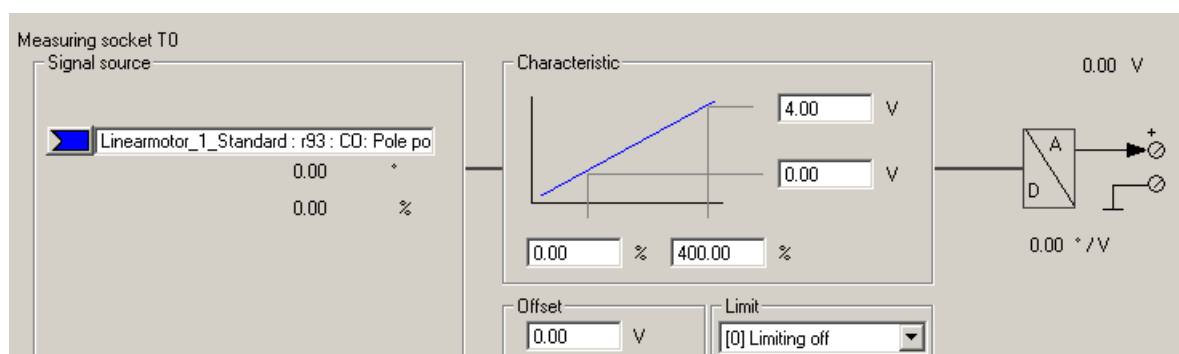 Measuring socket T0
Signal source
Characteristic
0.00 V
4.00 V
Linearmotor_1_Standard : r93 : CO: Pole po
A
+
0.00 °
0.00 V
D
0.00 %
0.00 % 400.00 %
0.00 ° / V
Offset
Limit
0.00 V
[0] Limiting off